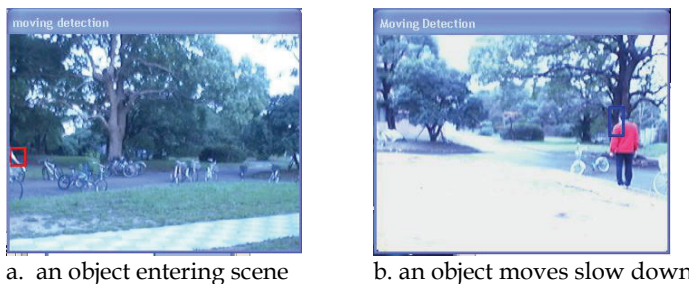 moving detection
Moving Detection
a. an object entering scene
b. an object moves slow down